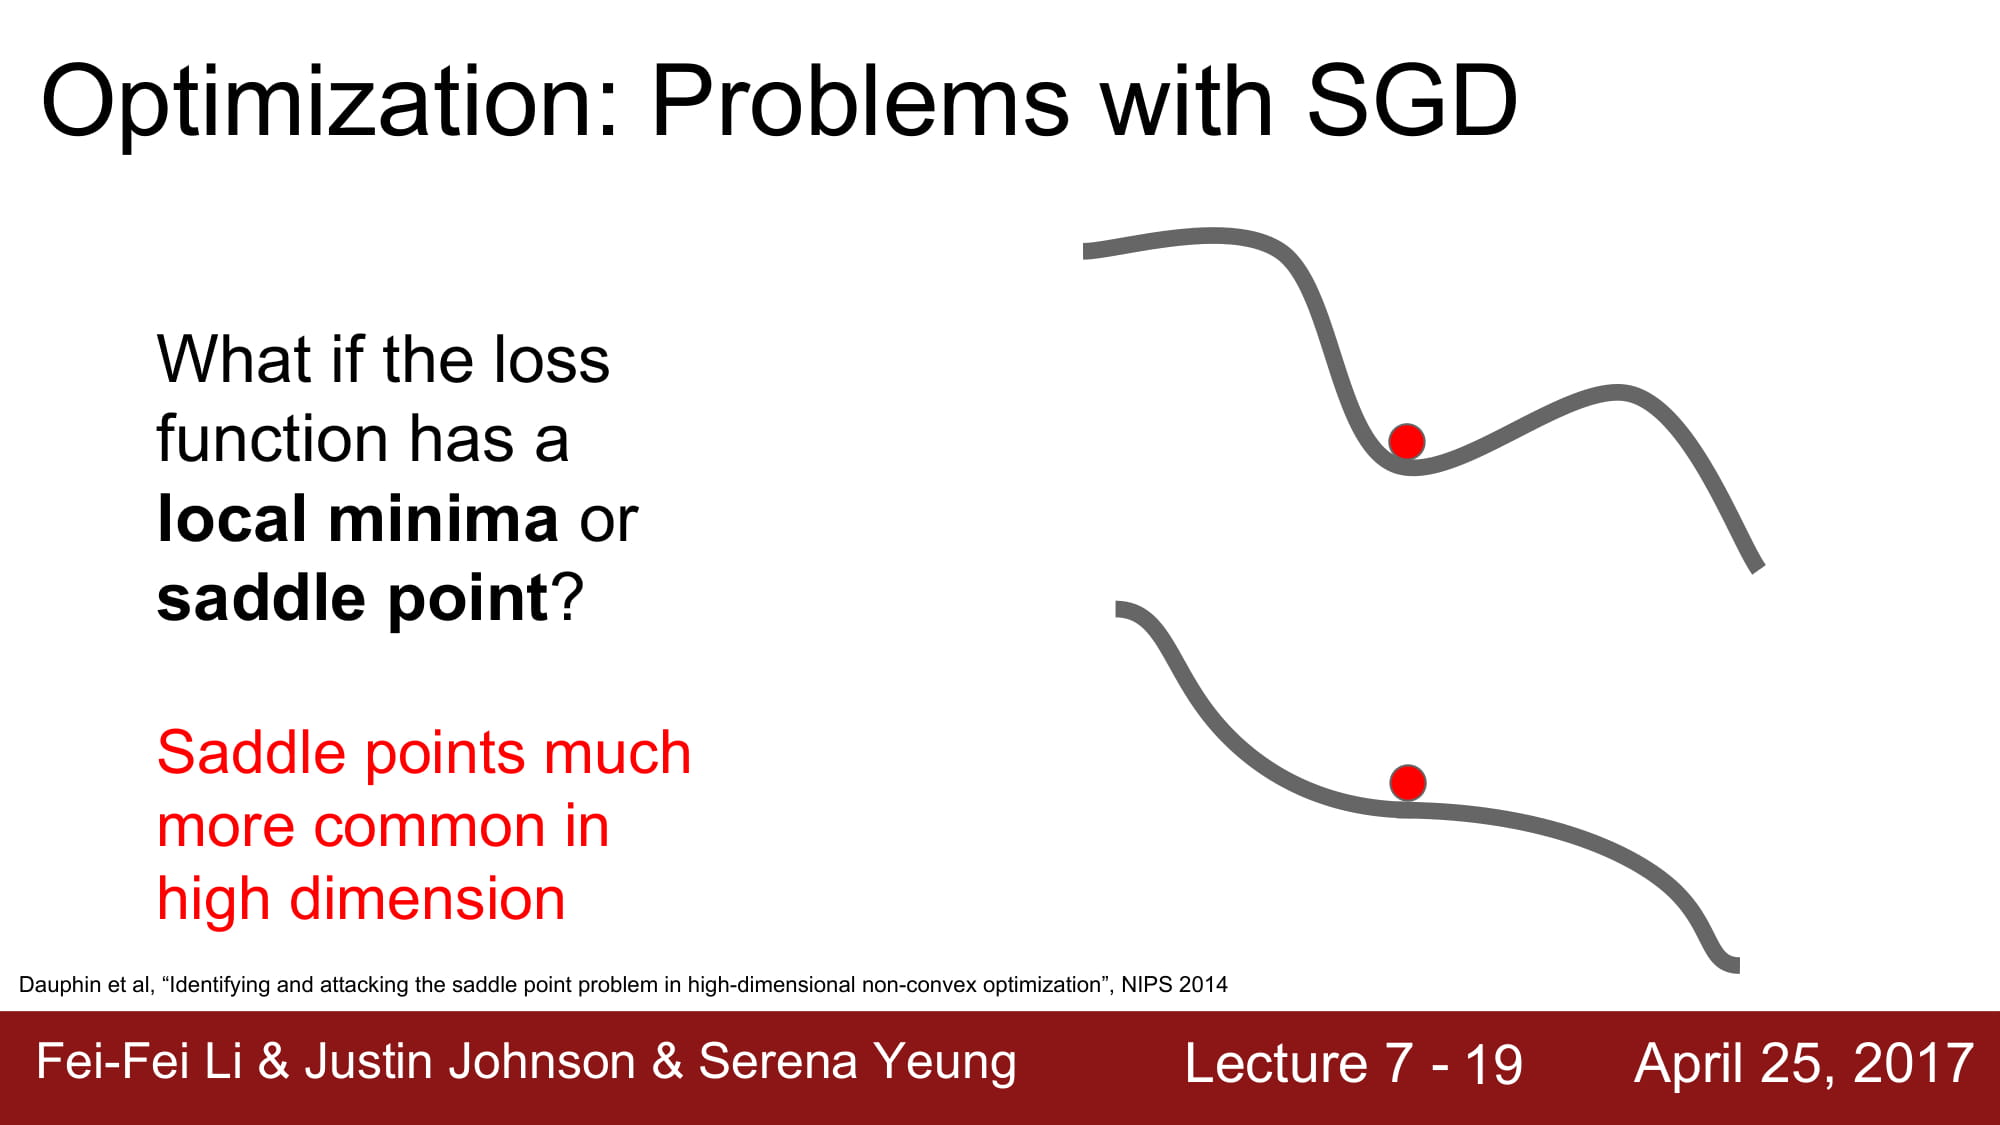 Optimization: Problems with SGD
What if the loss
function has a
local minima or
saddle point?
Saddle points much
more common in
high dimension
Dauphin et al, “Identifying and attacking the saddle point problem in high-dimensional non-convex optimization”, NIPS 2014
Fei-Fei Li & Justin Johnson & Serena Yeung Lecture 7 - 19 April 25, 2017